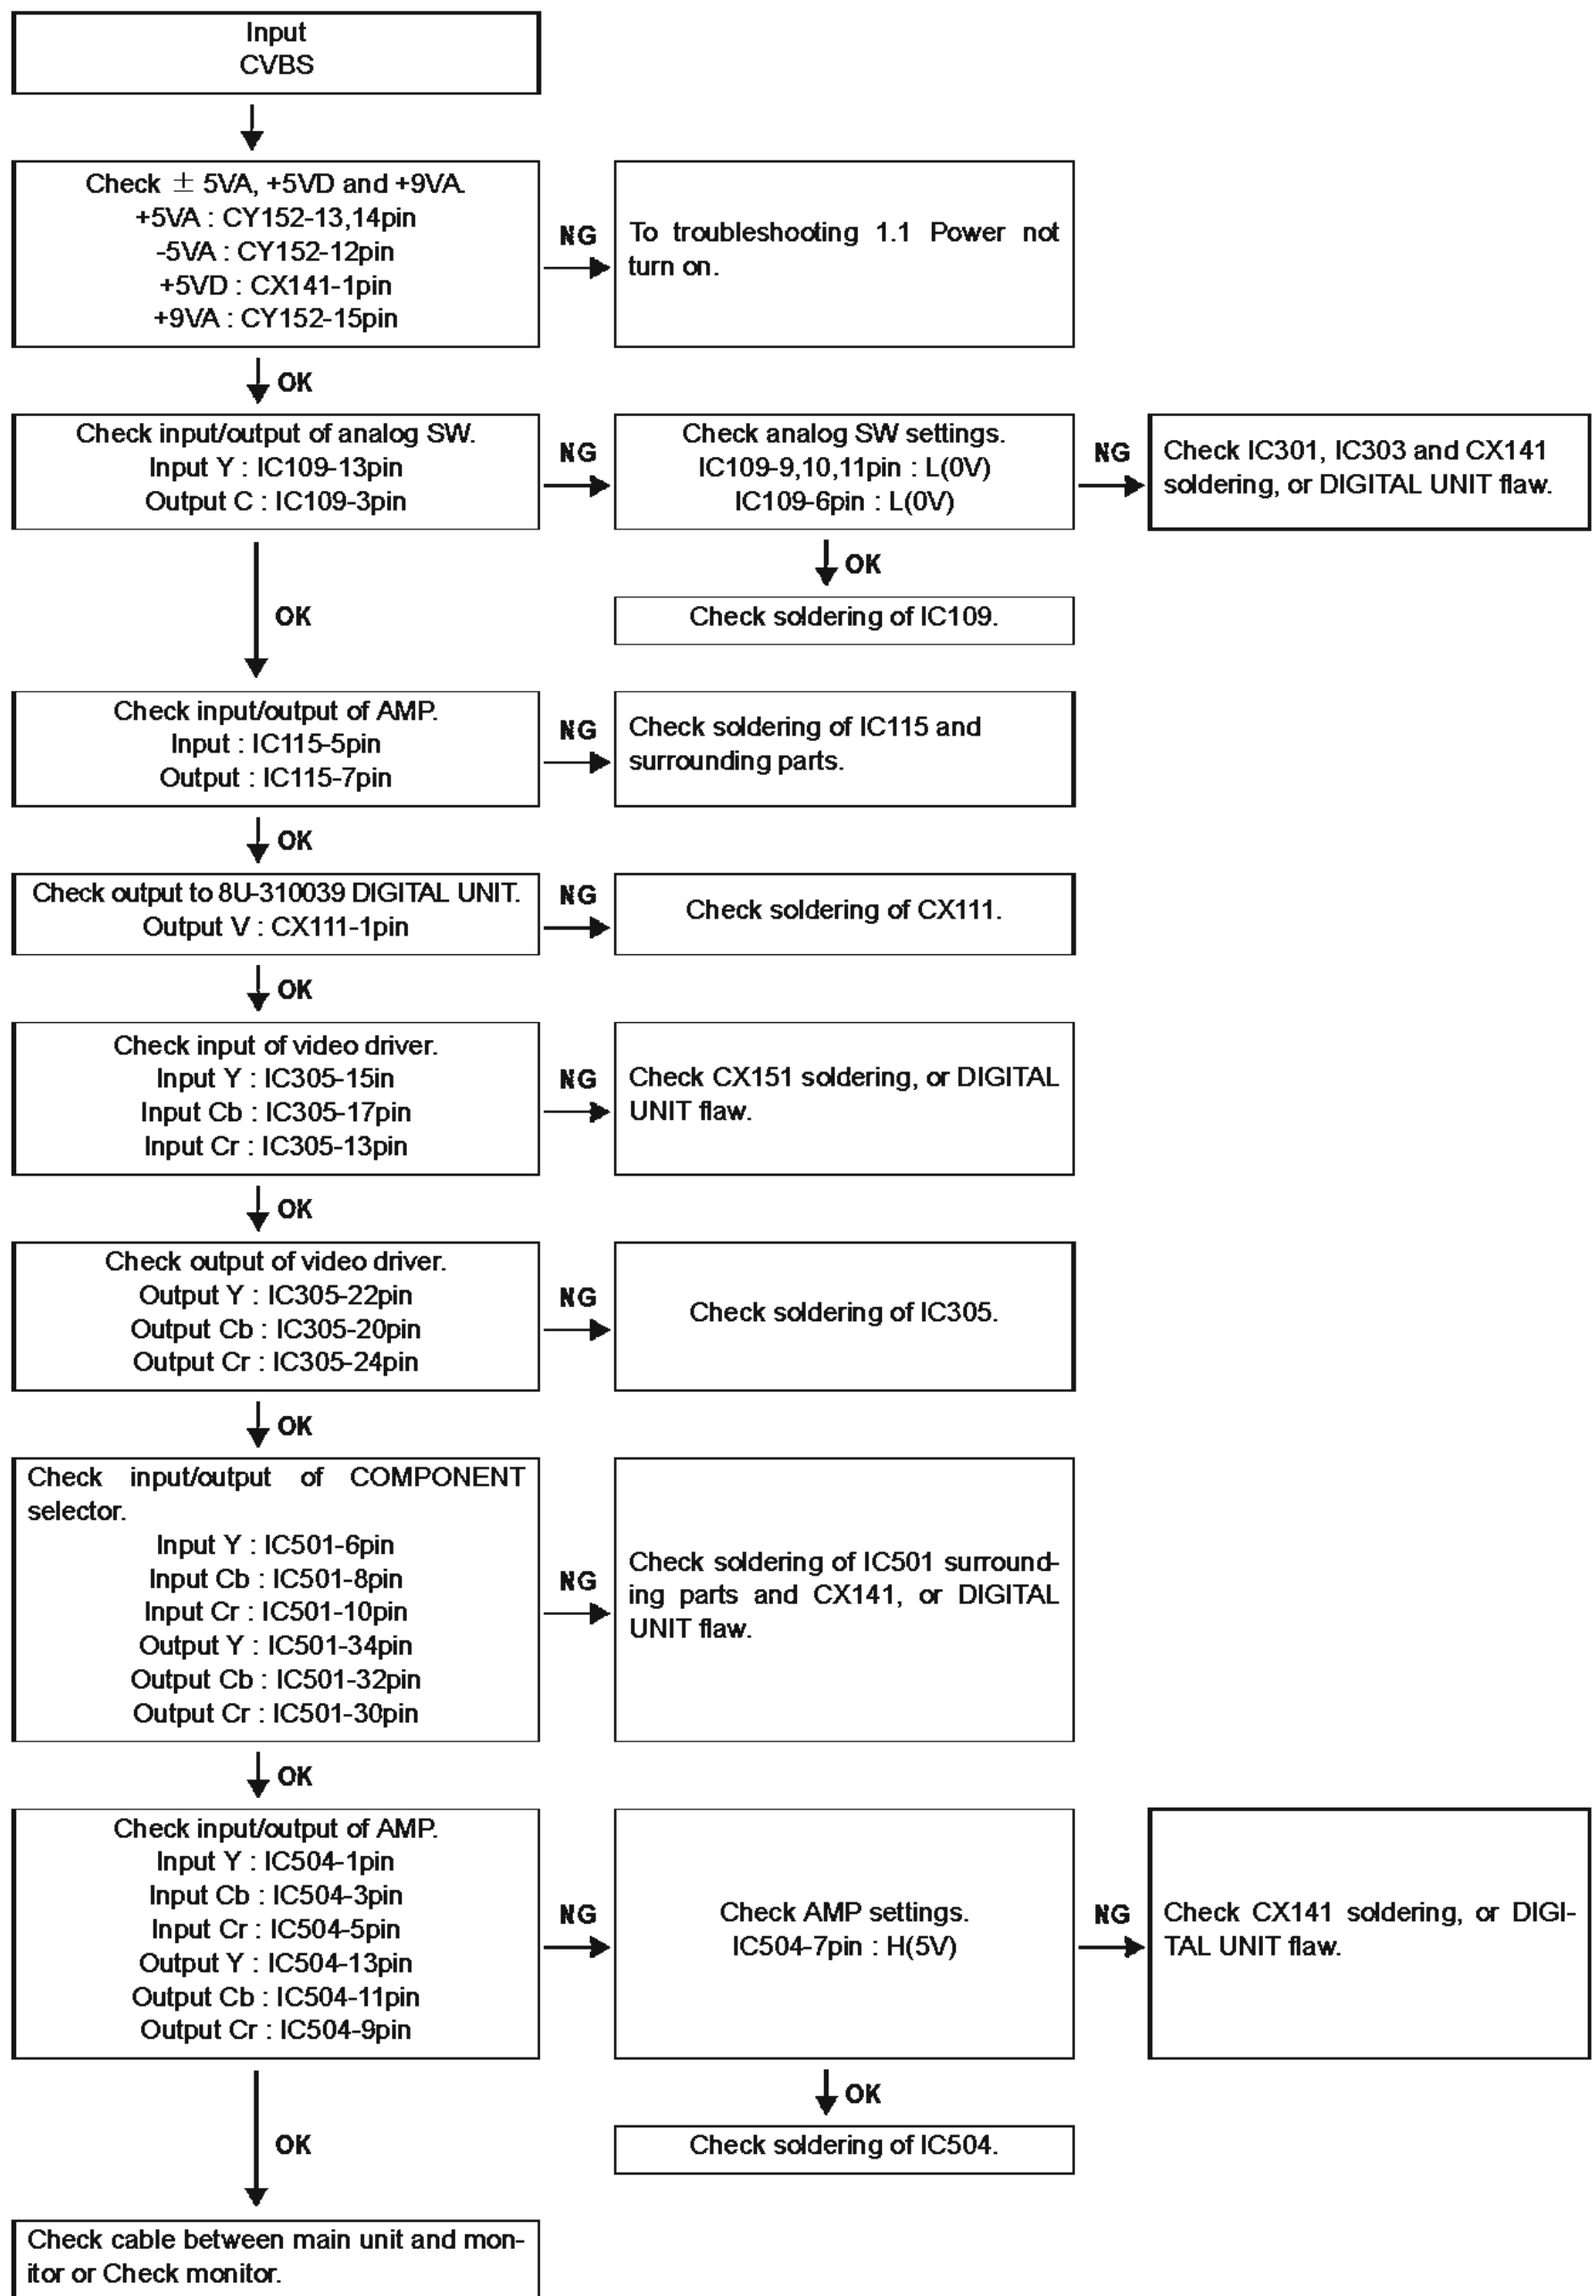 Input
CVBS
Check ± 5VA, +5VD and +9VA.
+5VA : CY152-13,14pin
-5VA : CY152-12pin
+5VD : CX141-1pin
+9VA : CY152-15pin
NG
To troubleshooting 1.1 Power not
turn on.
OK
Check input/output of analog SW.
Input Y : IC109-13pin
Output C : IC109-3pin
NG
Check analog SW settings.
IC109-9,10,11pin : L(0V)
IC109-6pin : L(0V)
NG
Check IC301, IC303 and CX141
soldering, or DIGITAL UNIT flaw.
OK
Check soldering of IC109.
OK
Check input/output of AMP.
Input : IC115-5pin
Output : IC115-7pin
NG
Check soldering of IC115 and
surrounding parts.
OK
Check output to 8U-310039 DIGITAL UNIT.
Output V : CX111-1pin
NG
Check soldering of CX111.
OK
Check input of video driver.
Input Y : IC305-15in
Input Cb : IC305-17pin
Input Cr : IC305-13pin
NG
Check CX151 soldering, or DIGITAL
UNIT flaw.
OK
Check output of video driver.
Output Y : IC305-22pin
Output Cb : IC305-20pin
Output Cr : IC305-24pin
NG
Check soldering of IC305.
OK
Check input/output of COMPONENT
selector.
Input Y : IC501-6pin
Input Cb : IC501-8pin
Input Cr : IC501-10pin
Output Y : IC501-34pin
Output Cb : IC501-32pin
Output Cr : IC501-30pin
NG
Check soldering of IC501 surround-
ing parts and CX141, or DIGITAL
UNIT flaw.
OK
Check input/output of AMP.
Input Y : IC504-1pin
Input Cb : IC504-3pin
Input Cr : IC504-5pin
Output Y : IC504-13pin
Output Cb : IC504-11pin
Output Cr : IC504-9pin
NG
Check AMP settings.
IC504-7pin : H(5V)
NG
Check CX141 soldering, or DIGI-
TAL UNIT flaw.
OK
Check soldering of IC504.
OK
Check cable between main unit and mon-
itor or Check monitor.